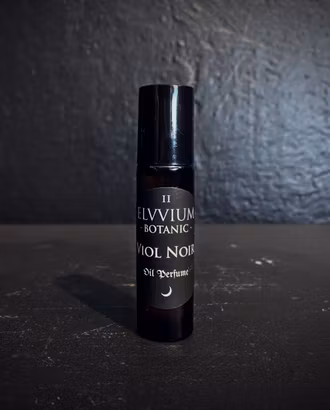 II
ELVVIUM
- BOTANIC -
VIOL NOIR
Oil Perfume